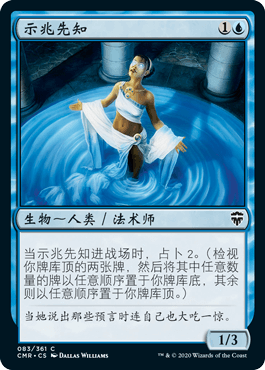 示兆先知 1
生物～人类／法术师
当示兆先知进战场时，占卜2。（检视
你牌库顶的两张牌，然后将其中任意数
量的牌以任意顺序置于你牌库底，其余
则以任意顺序置于你牌库顶。）
当她说出那些预言时连自己也大吃一惊。
1/3
083/361 C
CMR • CS DALLAS WILLIAMS
™ & © 2020 Wizards of the Coast